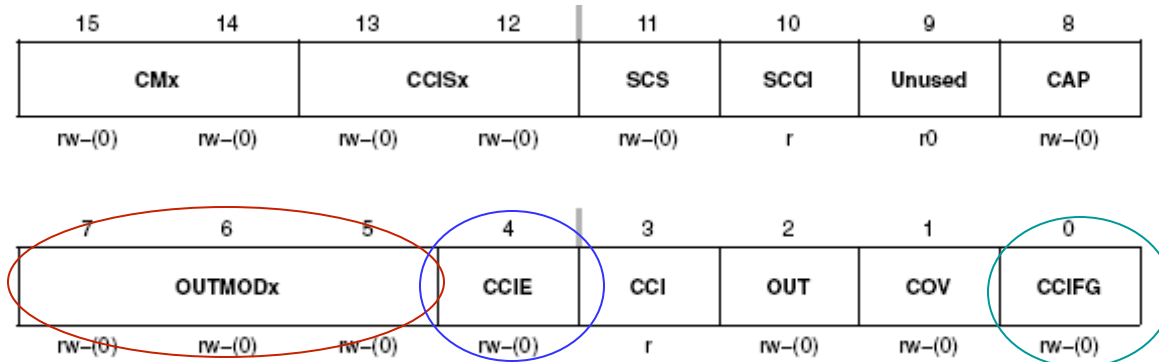 15 14 13 12 11 10 9 8
CMx CCISx SCS SCCI Unused CAP
rw–(0) rw–(0) rw–(0) rw–(0) rw–(0) r r0 rw–(0)
7 6 5 4 3 2 1 0
OUTMODx CCIE CCI OUT COV CCIFG
rw–(0) rw–(0) rw–(0) rw–(0) r rw–(0) rw–(0) rw–(0)